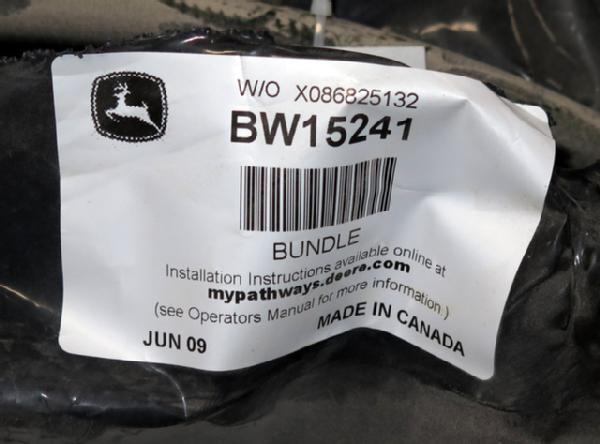 W/O X086825132
BW15241
BUNDLE
Installation Instructions available online at
mypathways.deere.com
(see Operators Manual for more information.)
JUN 09 MADE IN CANADA